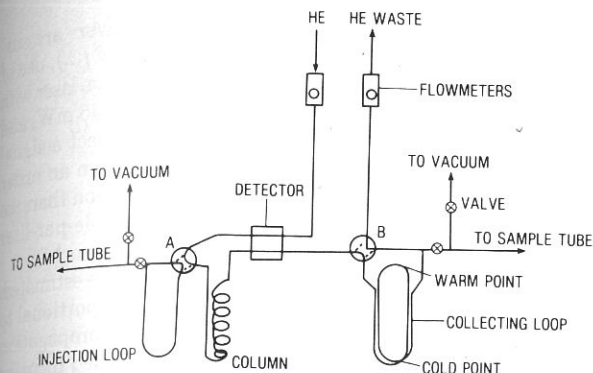 HE
HE WASTE
FLOWMETERS
TO VACUUM
TO VACUUM
DETECTOR
VALVE
A
B
TO SAMPLE TUBE
TO SAMPLE TUBE
WARM POINT
COLLECTING LOOP
INJECTION LOOP
COLUMN
COLD POINT